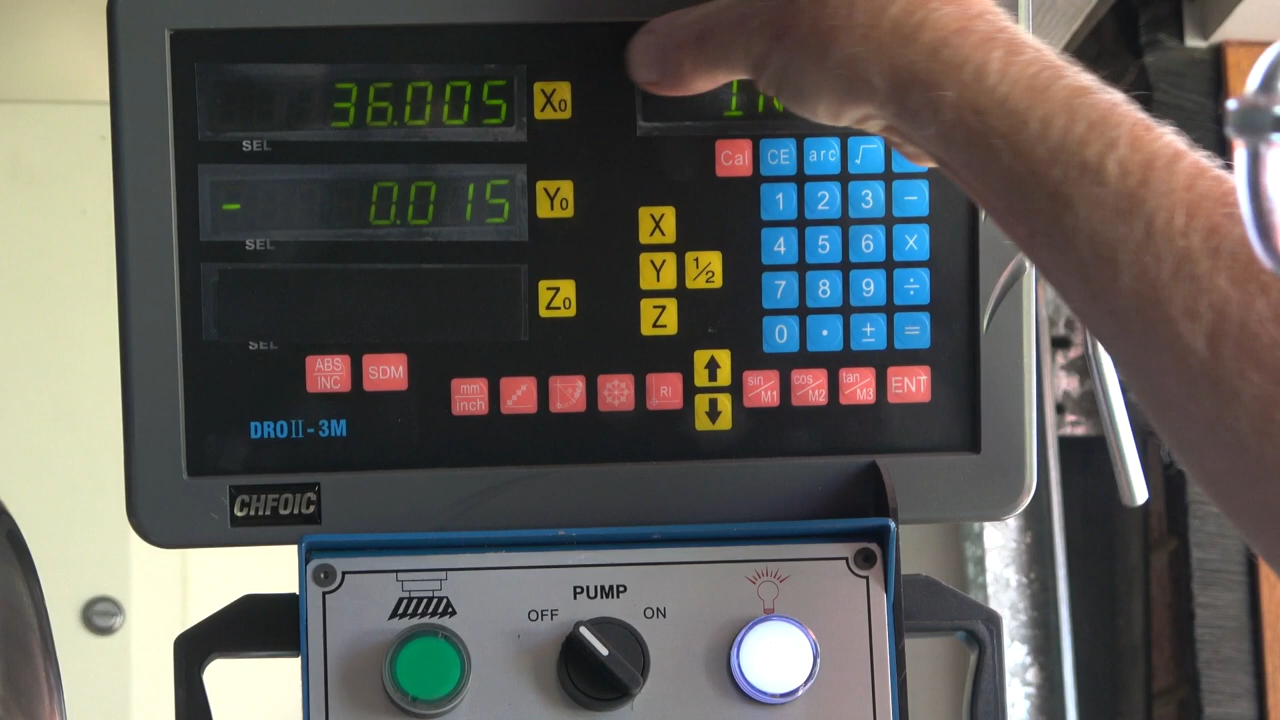 36.005 X0
SEL
- 0.015 Y0
SEL
Z0
SEL
Cal CE arc √
1 2 3 −
X 4 5 6 X
Y ½ 7 8 9 ÷
Z 0 · ± =
ABS
INC
SDM
mm
inch
RI
sin
/M1
cos
/M2
tan
/M3
ENT
DROII-3M
CHFOIC
PUMP
OFF ON